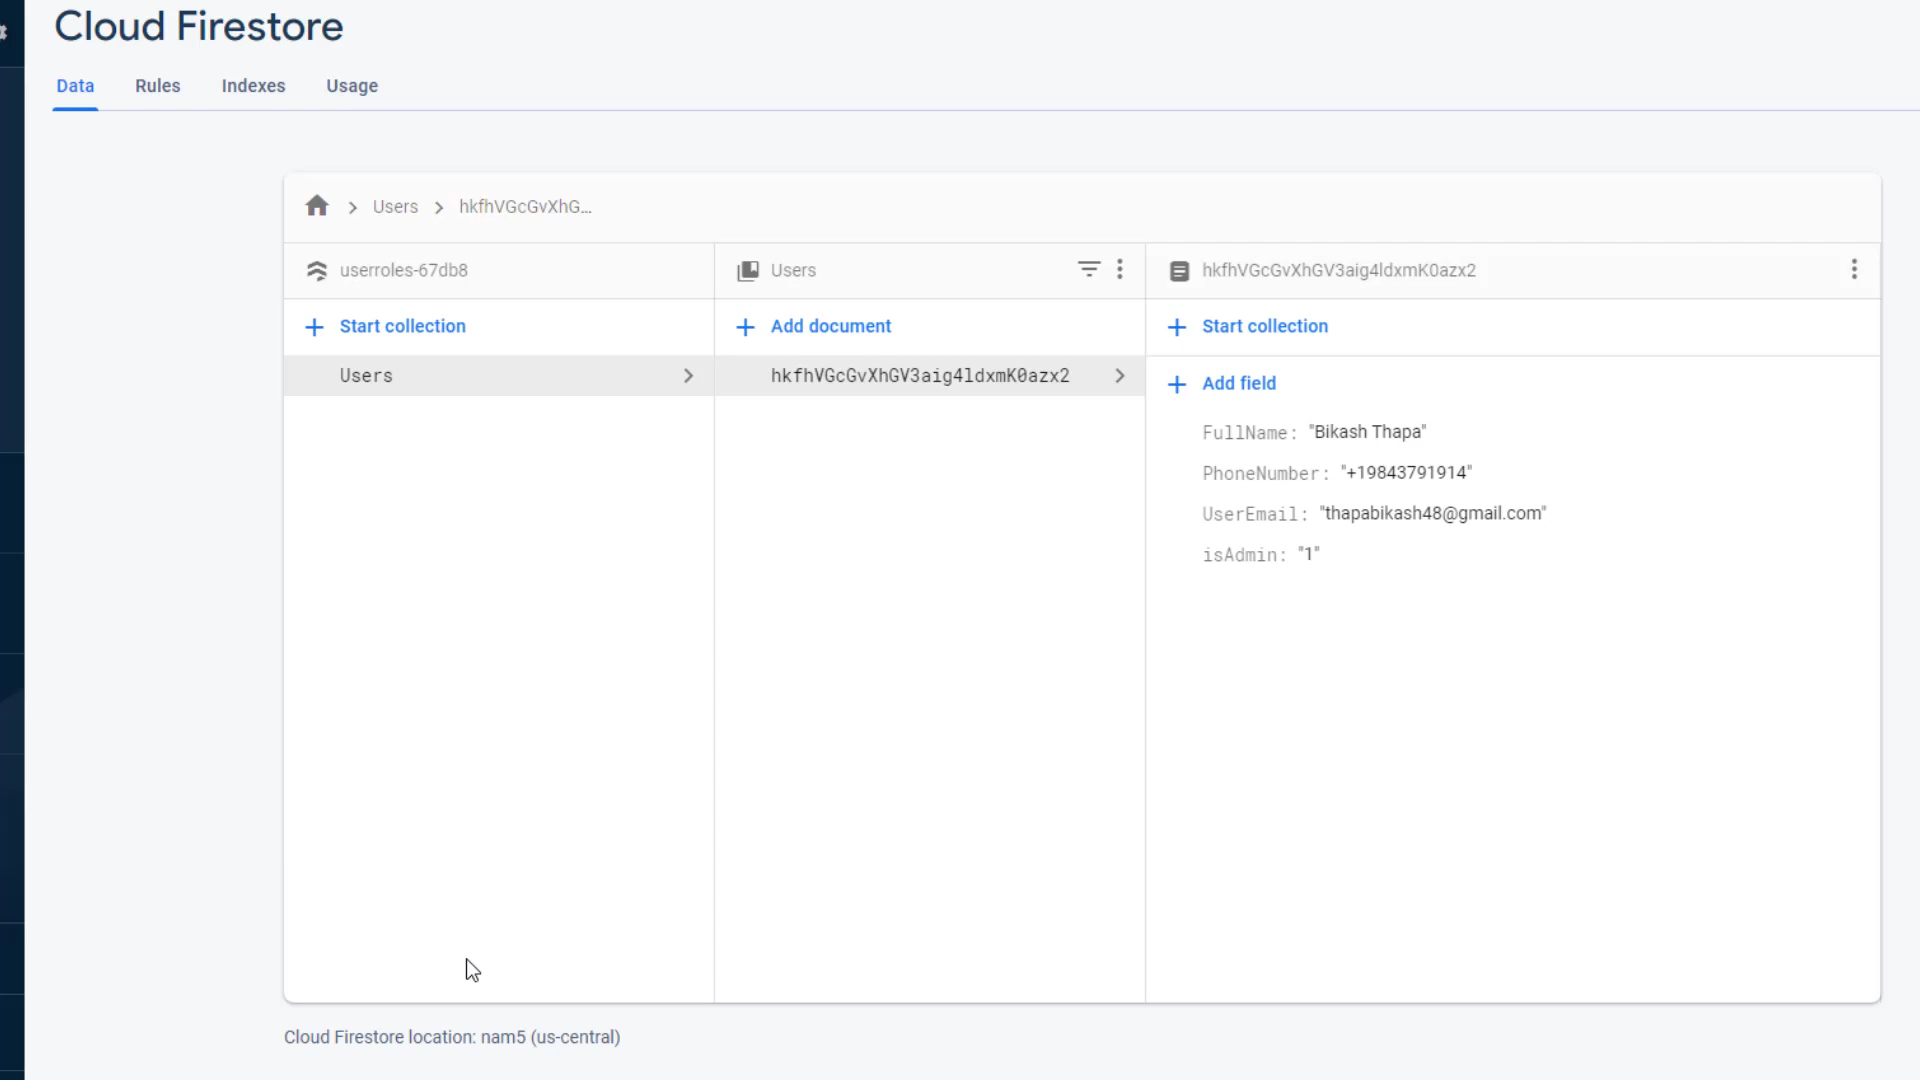 Cloud Firestore
Data Rules Indexes Usage
Users hkfhVGcGvXhG...
userroles-67db8
Users
hkfhVGcGvXhGV3aig4ldxmK0azx2
Start collection
Add document
Start collection
Users
hkfhVGcGvXhGV3aig4ldxmK0azx2
Add field
FullName: "Bikash Thapa"
PhoneNumber: "+19843791914"
UserEmail: "thapabikash48@gmail.com"
isAdmin: "1"
Cloud Firestore location: nam5 (us-central)